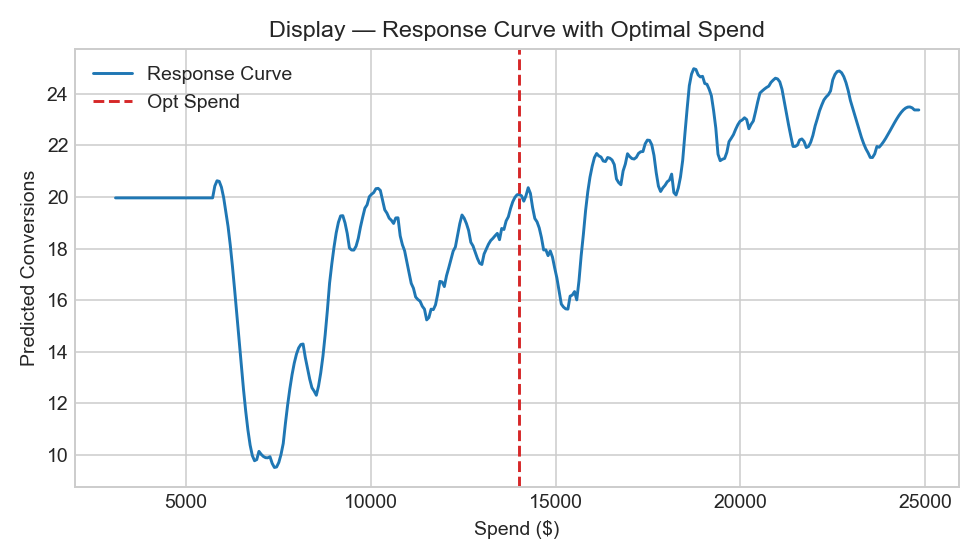 Display — Response Curve with Optimal Spend
Response Curve
Opt Spend
Predicted Conversions
24
22
20
18
16
14
12
10
5000 10000 15000 20000 25000
Spend ($)